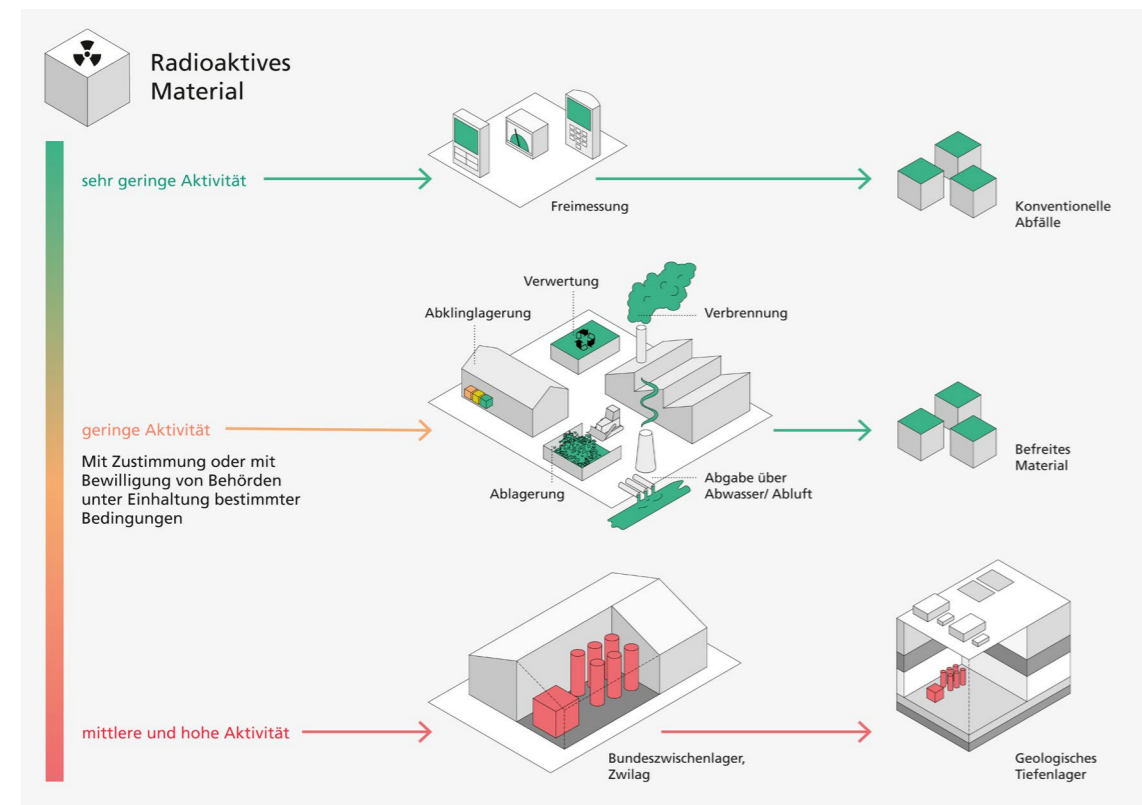 Radioaktives
Material
sehr geringe Aktivität
Freimessung
Konventionelle
Abfälle
Verwertung
Abklinglagerung
Verbrennung
geringe Aktivität
Mit Zustimmung oder mit
Bewilligung von Behörden
unter Einhaltung bestimmter
Bedingungen
Ablagerung
Abgabe über
Abwasser/ Abluft
Befreites
Material
mittlere und hohe Aktivität
Bundeszwischenlager,
Zwilag
Geologisches
Tiefenlager